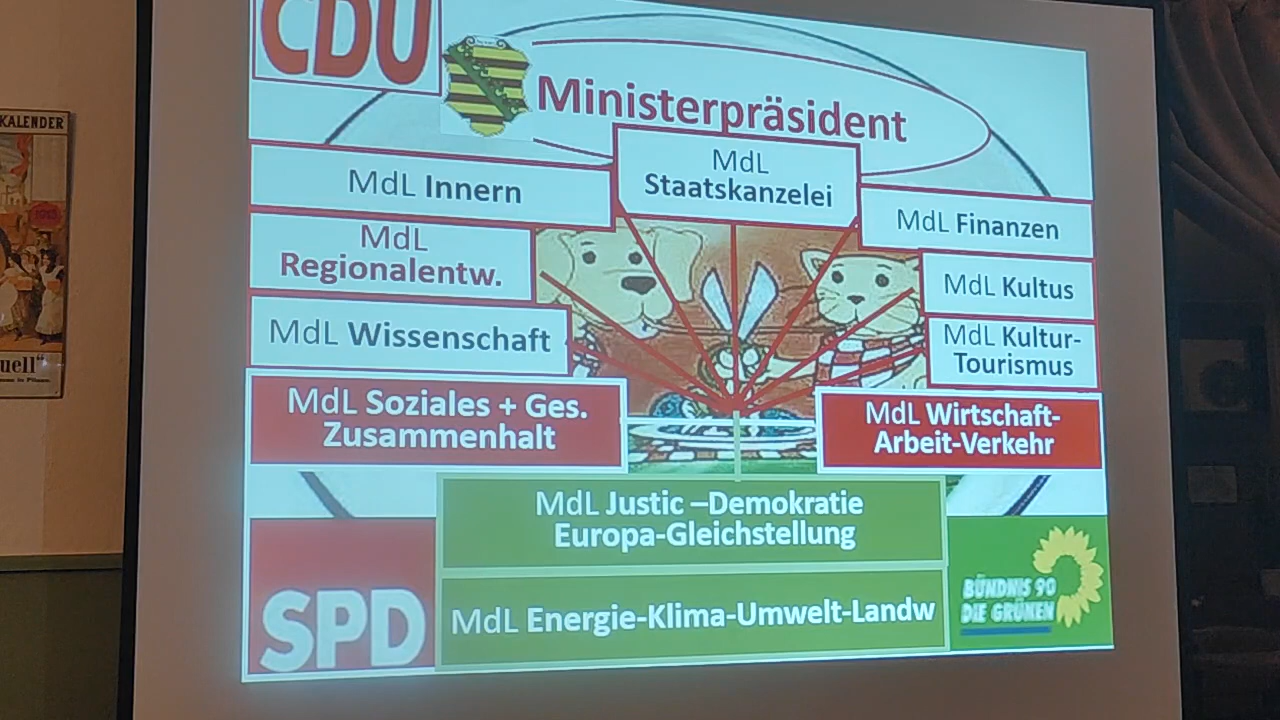 CDU
KALENDER
Ministerpräsident
MdL
Staatskanzelei
MdL Innern
MdL Finanzen
MdL
Regionalentw.
MdL Kultus
MdL Wissenschaft
MdL Kultur-
Tourismus
MdL Soziales + Ges.
Zusammenhalt
MdL Wirtschaft-
Arbeit-Verkehr
MdL Justic –Demokratie
Europa-Gleichstellung
MdL Energie-Klima-Umwelt-Landw
SPD
BÜNDNIS 90
DIE GRÜNEN
1913
uell"